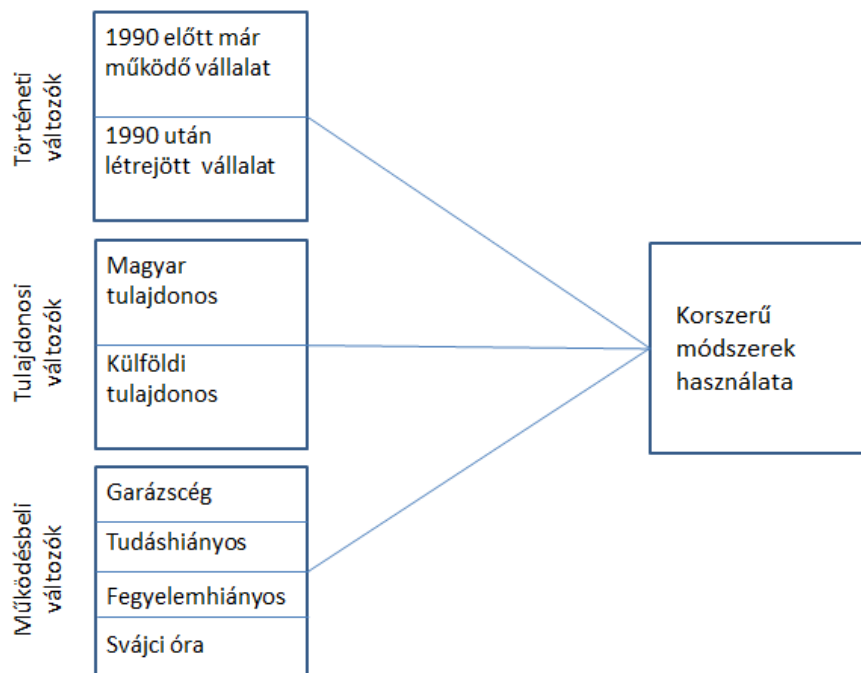 Történeti
változók
1990 előtt már
működő vállalat
1990 után
létrejött vállalat
Tulajdonosi
változók
Magyar
tulajdonos
Külföldi
tulajdonos
Működésbeli
változók
Garázscég
Tudáshiányos
Fegyelemhiányos
Svájci óra
Korszerű
módszerek
használata